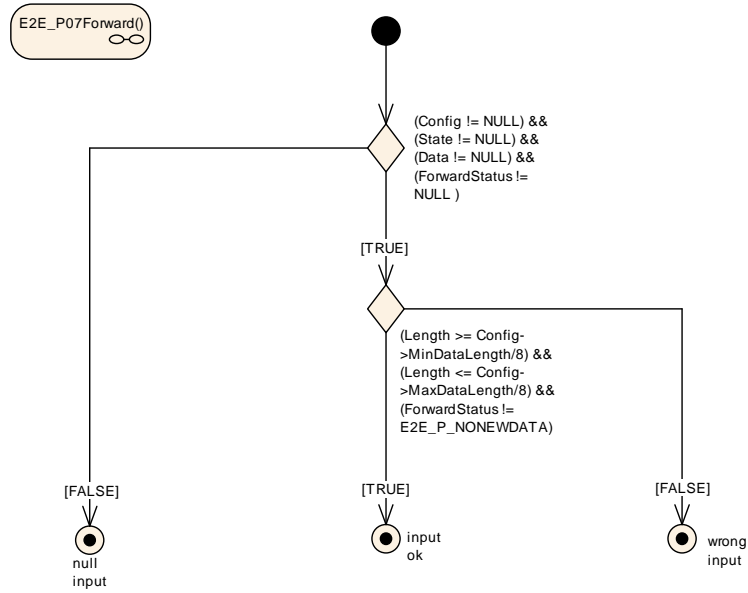 E2E_P07Forward()
(Config != NULL) &&
(State != NULL) &&
(Data != NULL) &&
(ForwardStatus !=
NULL )
[TRUE]
(Length >= Config-
>MinDataLength/8) &&
(Length <= Config-
>MaxDataLength/8) &&
(ForwardStatus !=
E2E_P_NONEWDATA)
[FALSE]
[TRUE]
[FALSE]
null
input
input
ok
wrong
input